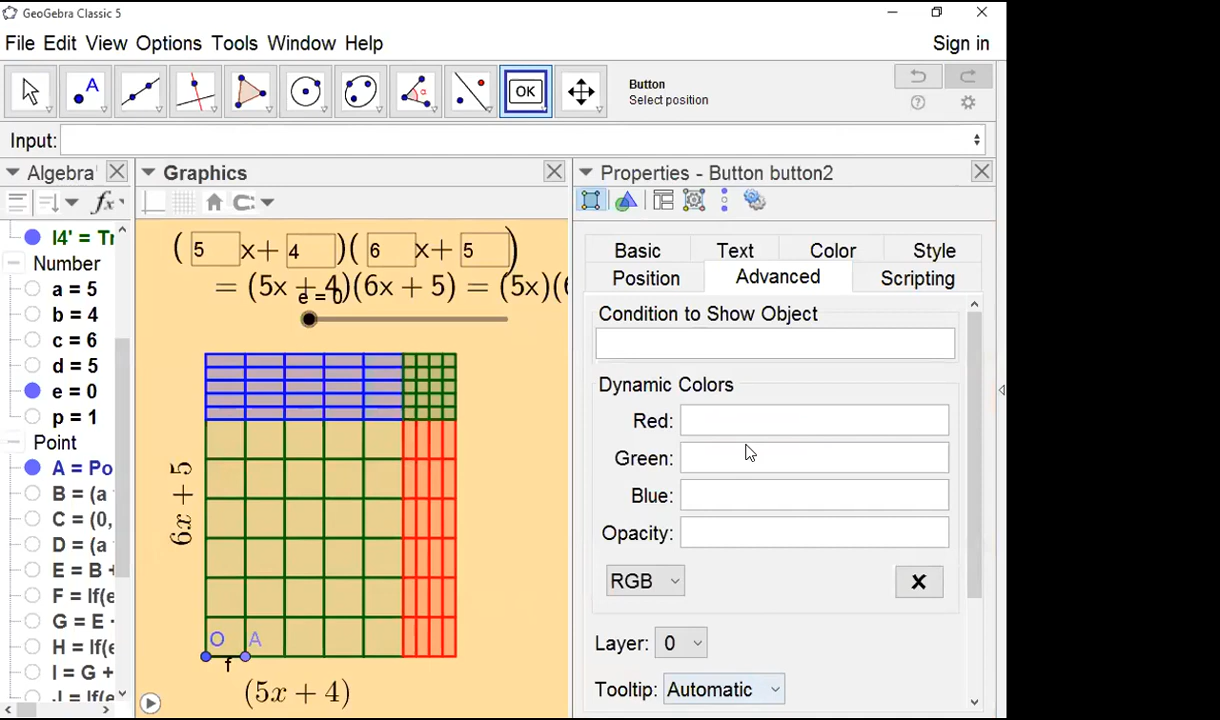 GeoGebra Classic 5
File Edit View Options Tools Window Help Sign in
A α OK Button
Select position
Input:
Algebra Graphics Properties - Button button2
fx
l4' = Tr
Number
a = 5
b = 4
c = 6
d = 5
e = 0
p = 1
Point
A = Po
B = (a
C = (0,
D = (a
E = B +
F = If(e
G = E
H = If(e
I = G +
J = If(e
( 5 x+ 4 )( 6 x+ 5 )
= (5x + 4)(6x + 5) = (5x)(6
e = 0
6x + 5
O A
f
(5x + 4)
Basic Text Color Style
Position Advanced Scripting
Condition to Show Object
Dynamic Colors
Red:
Green:
Blue:
Opacity:
RGB
Layer: 0
Tooltip: Automatic